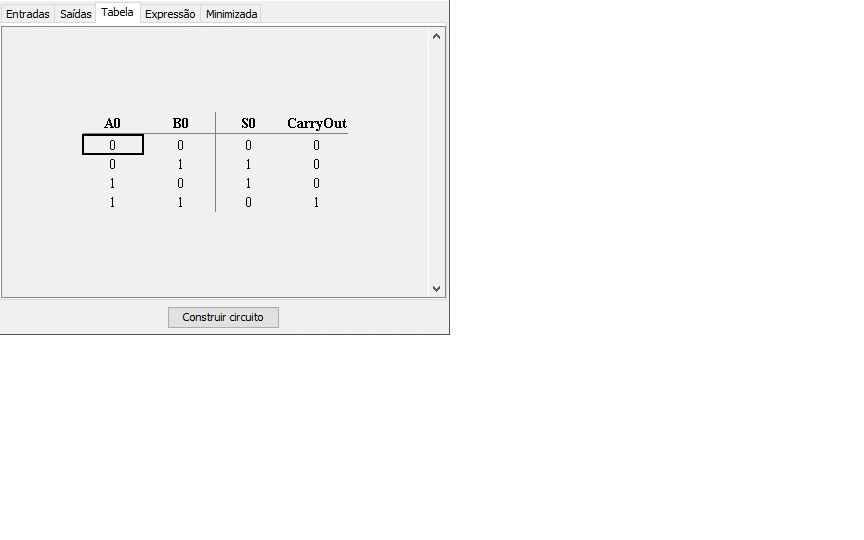 Entradas Saídas Tabela Expressão Minimizada
A0 B0 S0 CarryOut
0 0 0 0
0 1 1 0
1 0 1 0
1 1 0 1
Construir circuito